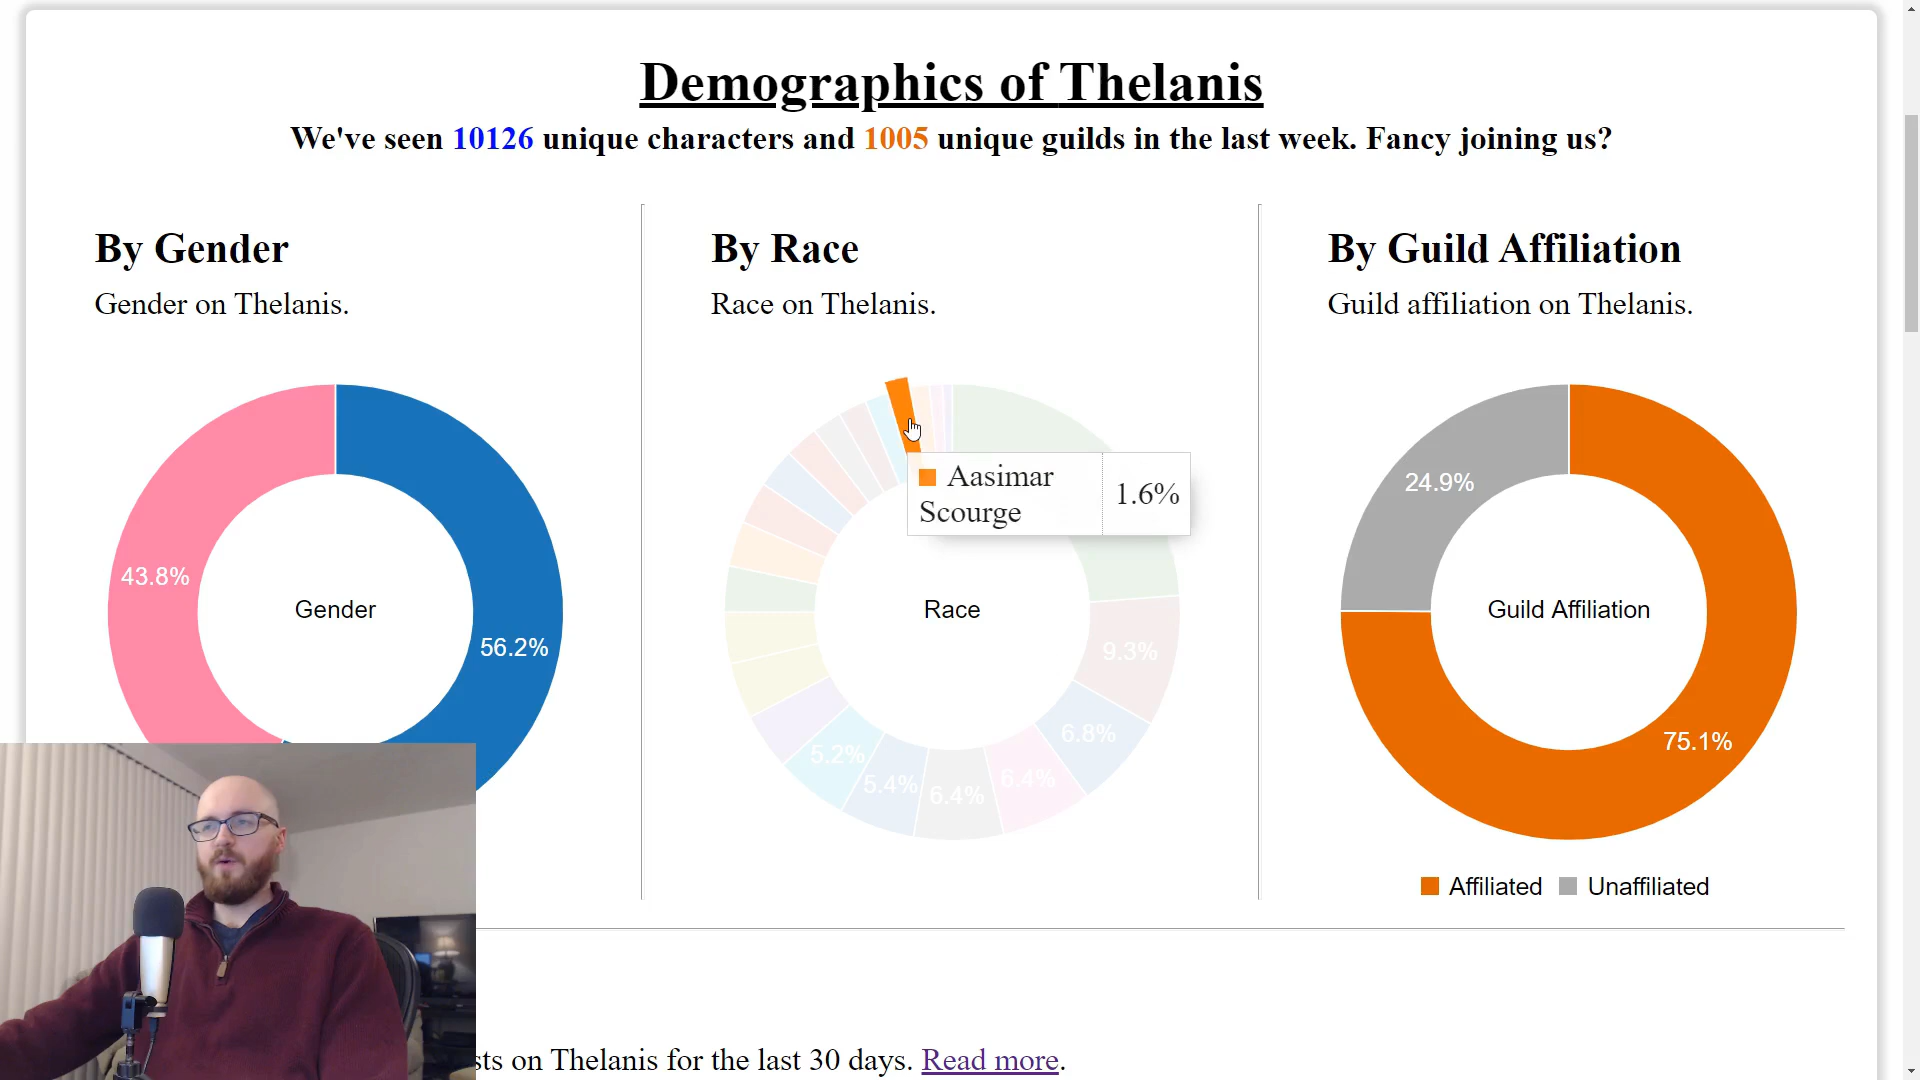 Demographics of Thelanis
We've seen 10126 unique characters and 1005 unique guilds in the last week. Fancy joining us?
By Gender
Gender on Thelanis.
43.8%
Gender
56.2%
By Race
Race on Thelanis.
Aasimar
Scourge
1.6%
Race
9.3%
6.8%
6.4%
6.4%
5.4%
5.2%
By Guild Affiliation
Guild affiliation on Thelanis.
24.9%
Guild Affiliation
75.1%
Affiliated
Unaffiliated
sts on Thelanis for the last 30 days. Read more.